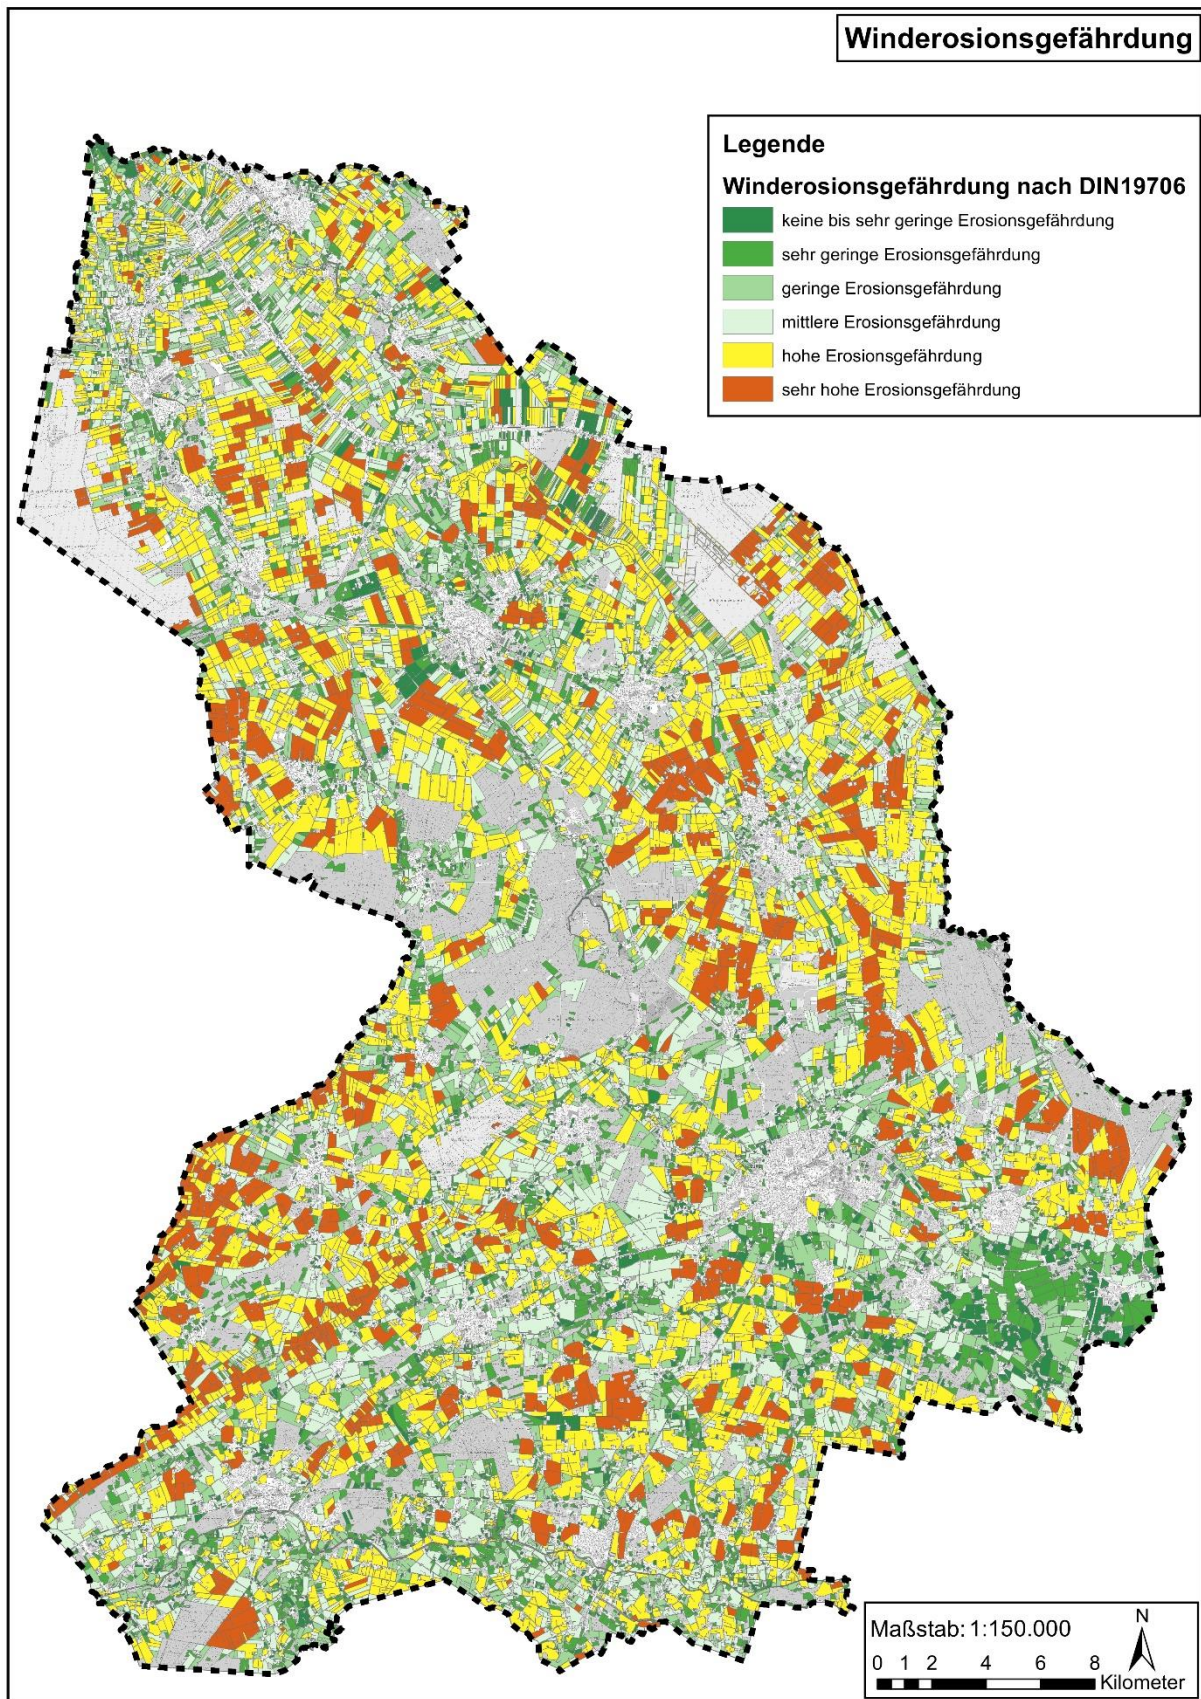 Winderosionsgefährdung
Legende
Winderosionsgefährdung nach DIN19706
keine bis sehr geringe Erosionsgefährdung
sehr geringe Erosionsgefährdung
geringe Erosionsgefährdung
mittlere Erosionsgefährdung
hohe Erosionsgefährdung
sehr hohe Erosionsgefährdung
Maßstab: 1:150.000
N
0 1 2 4 6 8
Kilometer